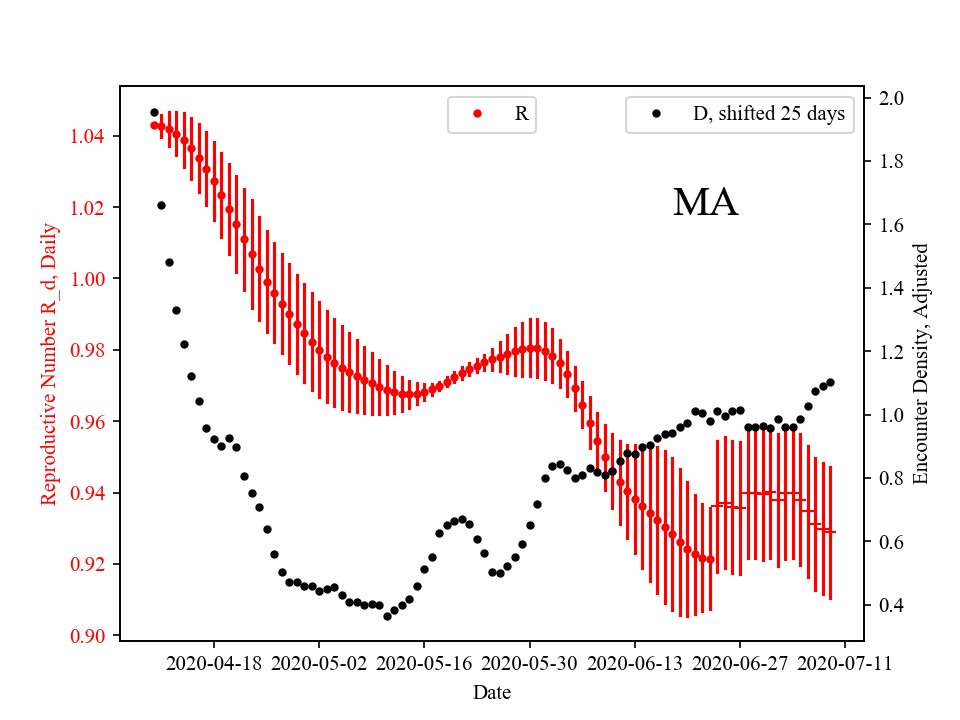 R
D, shifted 25 days
MA
Reproductive Number R_d, Daily
1.04
1.02
1.00
0.98
0.96
0.94
0.92
0.90
2.0
1.8
1.6
1.4
1.2
1.0
0.8
0.6
0.4
Encounter Density, Adjusted
2020-04-18 2020-05-02 2020-05-16 2020-05-30 2020-06-13 2020-06-27 2020-07-11
Date